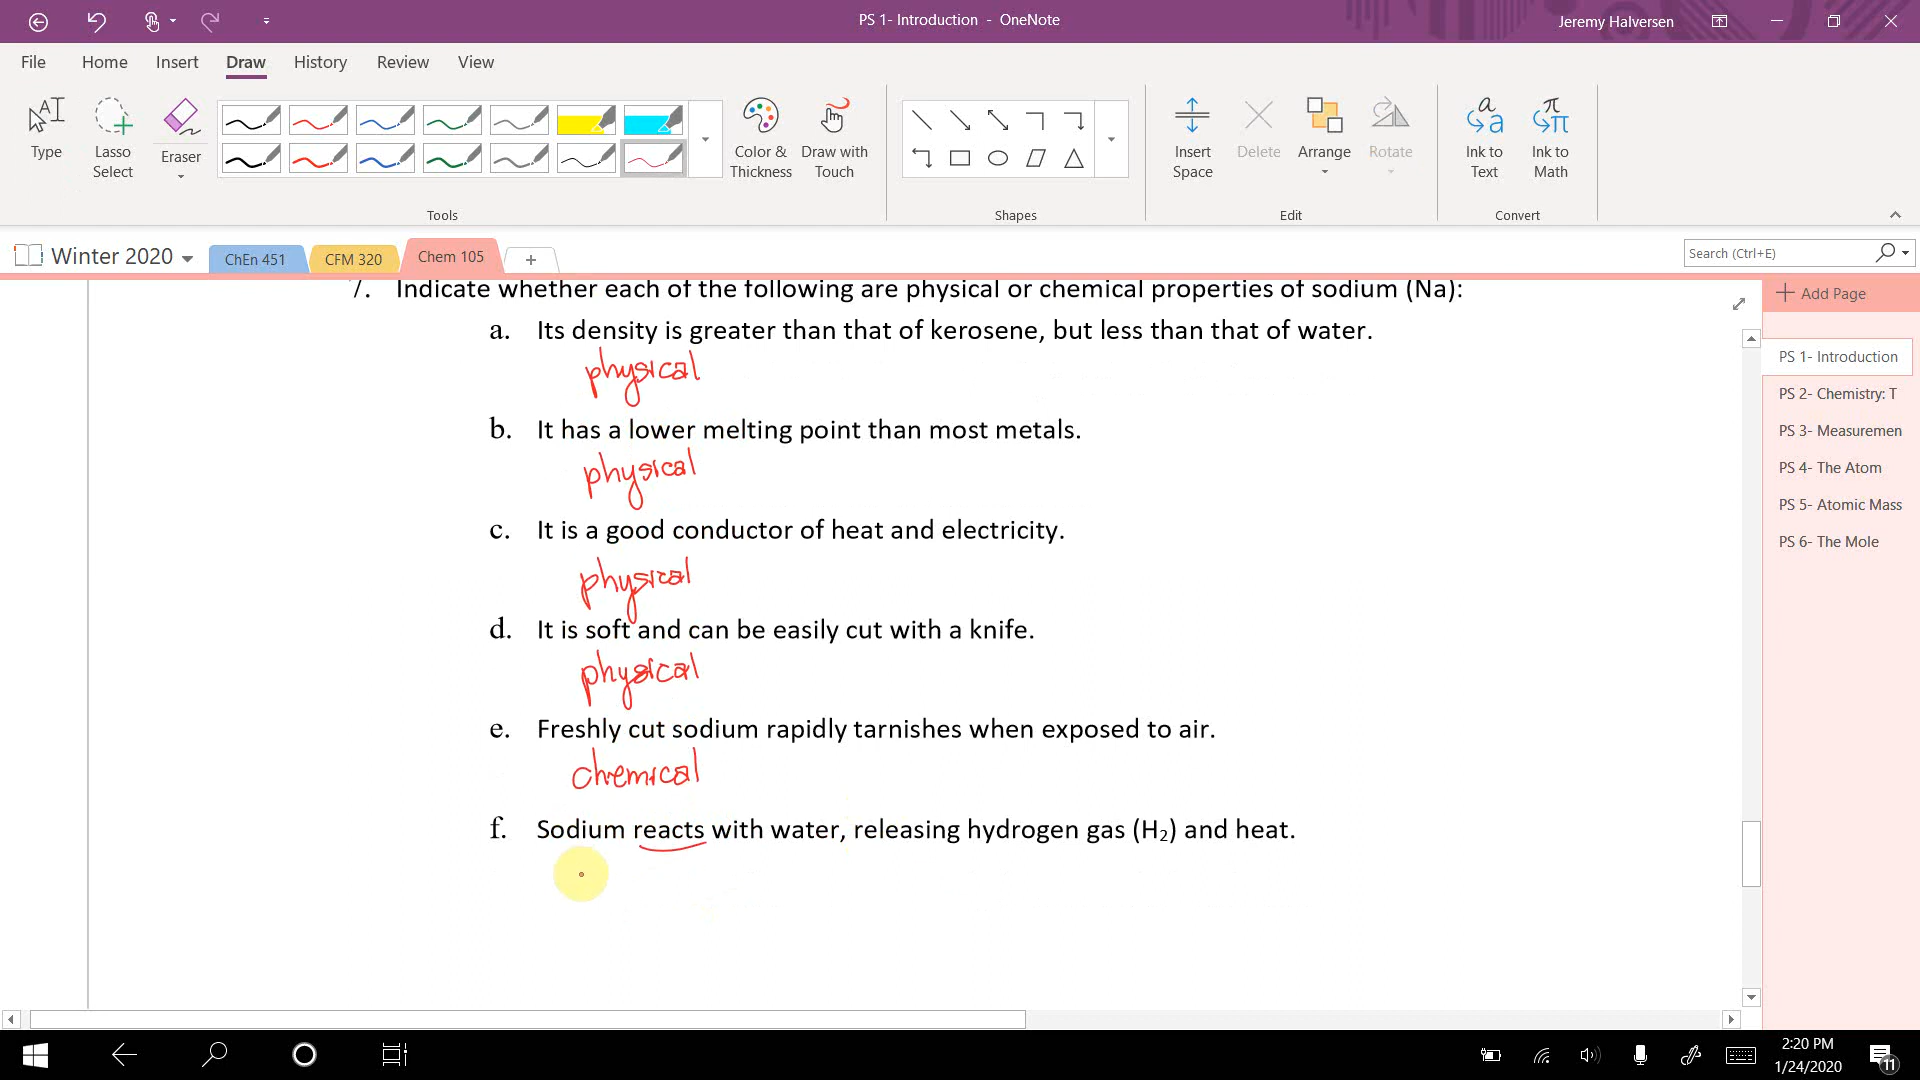 PS 1- Introduction - OneNote
Jeremy Halversen
File Home Insert Draw History Review View
Type
Lasso Select
Eraser
Color & Thickness
Draw with Touch
Insert Space
Delete
Arrange
Rotate
Ink to Text
Ink to Math
Tools
Shapes
Edit
Convert
Winter 2020
ChEn 451
CFM 320
Chem 105
Search (Ctrl+E)
Add Page
PS 1- Introduction
PS 2- Chemistry: T
PS 3- Measuremen
PS 4- The Atom
PS 5- Atomic Mass
PS 6- The Mole
7. Indicate whether each of the following are physical or chemical properties of sodium (Na):
a. Its density is greater than that of kerosene, but less than that of water.
physical
b. It has a lower melting point than most metals.
physical
c. It is a good conductor of heat and electricity.
physical
d. It is soft and can be easily cut with a knife.
physical
e. Freshly cut sodium rapidly tarnishes when exposed to air.
chemical
f. Sodium reacts with water, releasing hydrogen gas (H₂) and heat.
2:20 PM
1/24/2020
11